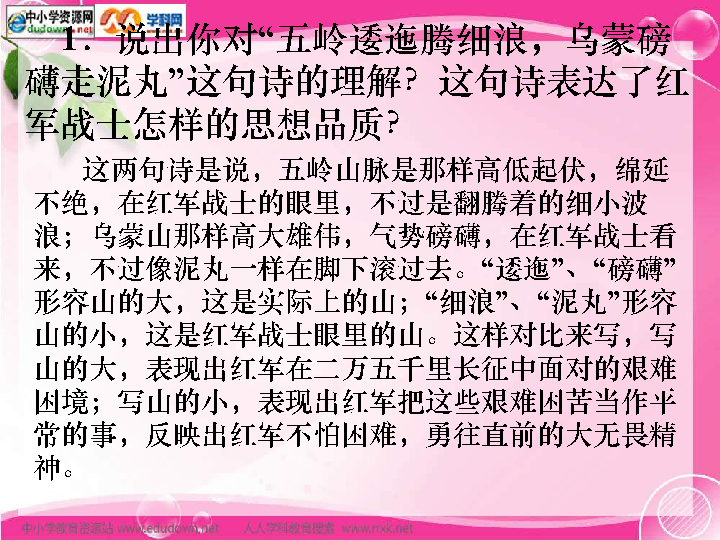 中小学资源网
dudown.net
学科网
1．说出你对“五岭逶迤腾细浪，乌蒙磅
礴走泥丸”这句诗的理解？这句诗表达了红
军战士怎样的思想品质？
这两句诗是说，五岭山脉是那样高低起伏，绵延
不绝，在红军战士的眼里，不过是翻腾着的细小波
浪；乌蒙山那样高大雄伟，气势磅礴，在红军战士看
来，不过像泥丸一样在脚下滚过去。“逶迤”、“磅礴”
形容山的大，这是实际上的山；“细浪”、“泥丸”形容
山的小，这是红军战士眼里的山。这样对比来写，写
山的大，表现出红军在二万五千里长征中面对的艰难
困境；写山的小，表现出红军把这些艰难困苦当作平
常的事，反映出红军不怕困难，勇往直前的大无畏精
神。
中小学教育资源站 www.edudown.net 人人学科教育搜索 www.rrxk.net